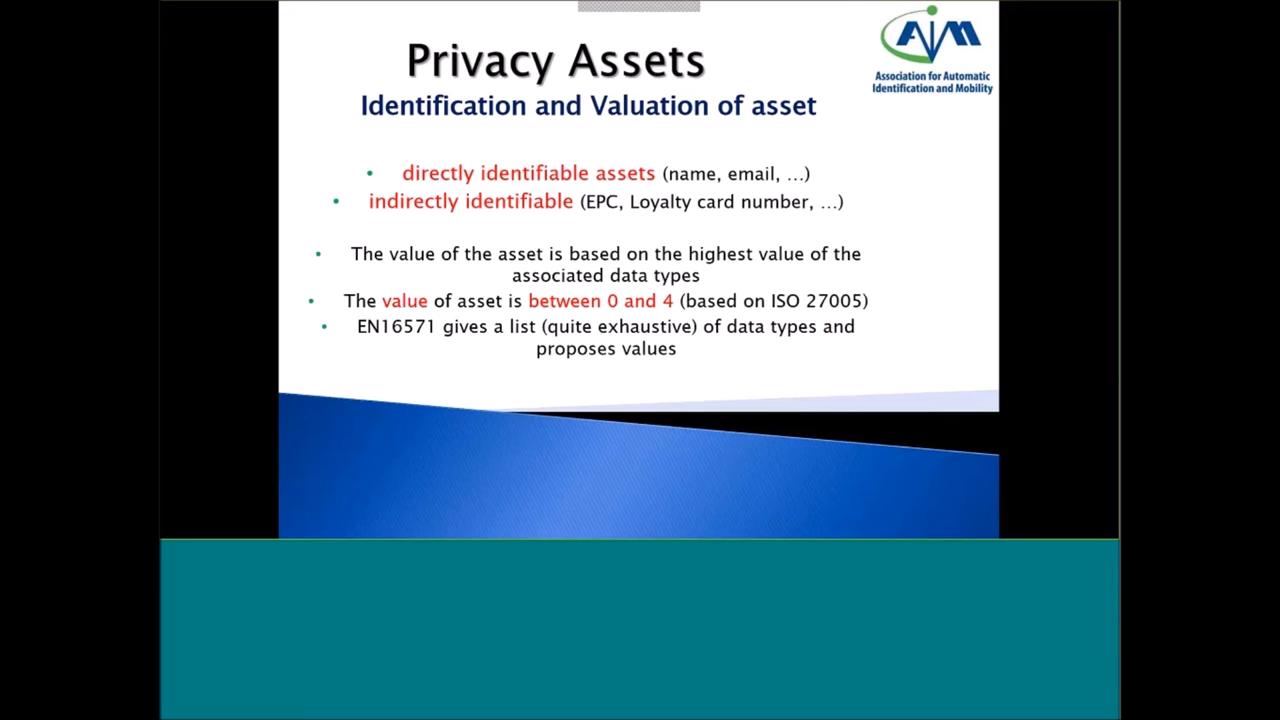 Privacy Assets
AIM
Association for Automatic
Identification and Mobility
Identification and Valuation of asset
• directly identifiable assets (name, email, …)
• indirectly identifiable (EPC, Loyalty card number, …)
• The value of the asset is based on the highest value of the
associated data types
• The value of asset is between 0 and 4 (based on ISO 27005)
• EN16571 gives a list (quite exhaustive) of data types and
proposes values